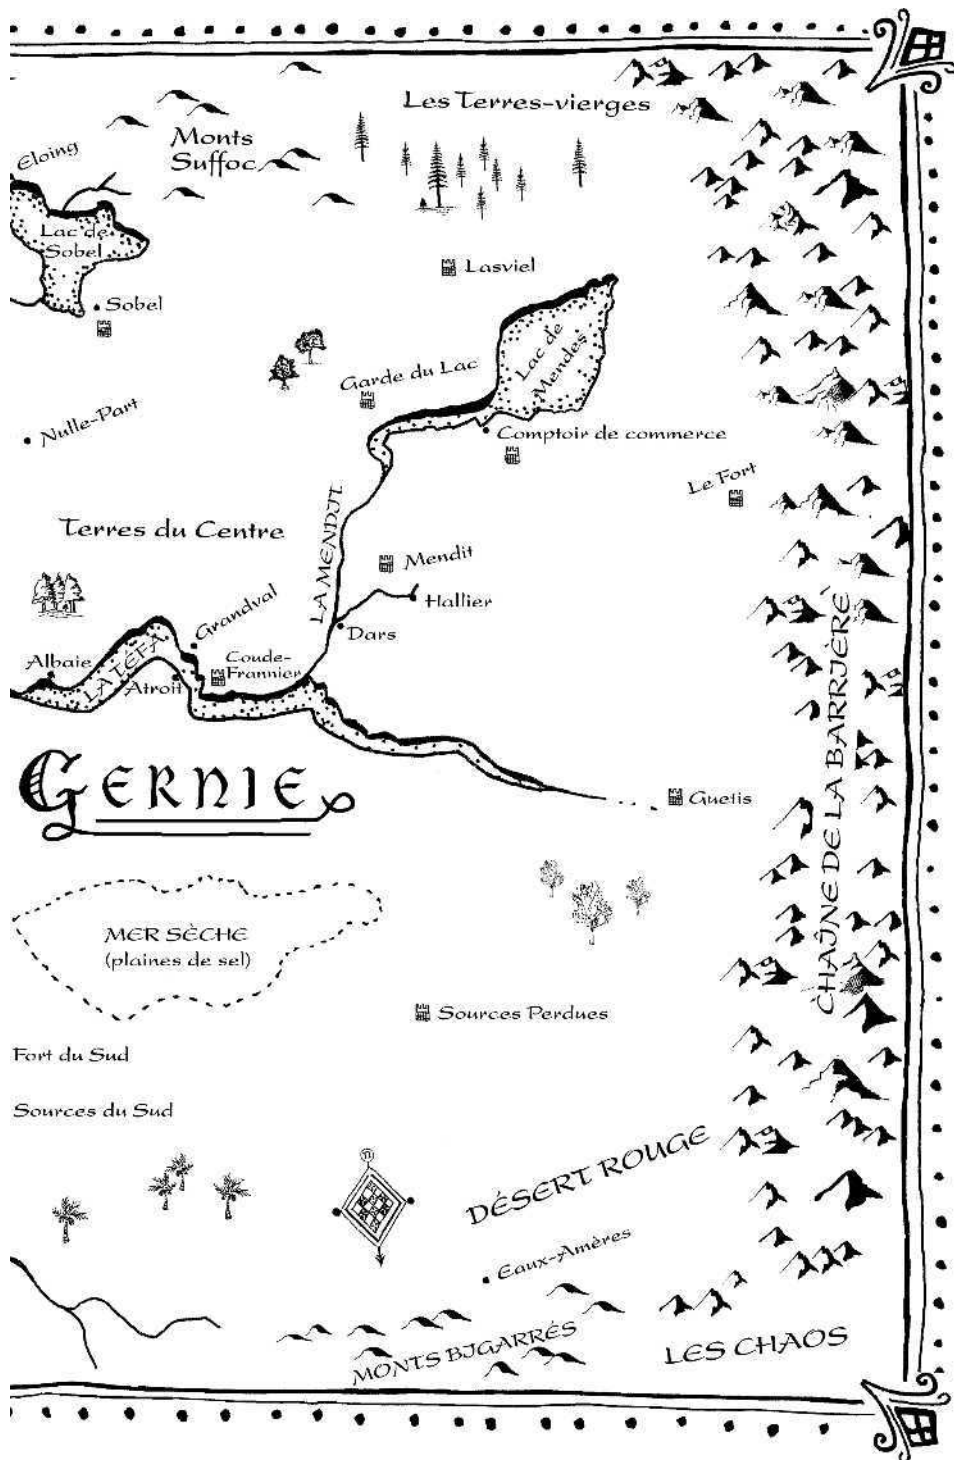 Les Terres-vierges
Monts
Suffoc
Eloing
Lac de
Sobel
Sobel
Lasviel
Lac de
Mendes
Garde du Lac
Nulle-Part
Comptoir de commerce
Le Fort
LA MENDIT
Terres du Centre
Mendit
Hallier
Grandval
Dars
Albaie
LA TÉFA
Atroit
Coude-
Frannier
CHAÎNE DE LA BARRIÈRE
GERNIE
Guetis
MER SÈCHE
(plaines de sel)
Sources Perdues
Fort du Sud
Sources du Sud
DÉSERT ROUGE
Eaux-Amères
MONTS BIGARRÉS
LES CHAOS